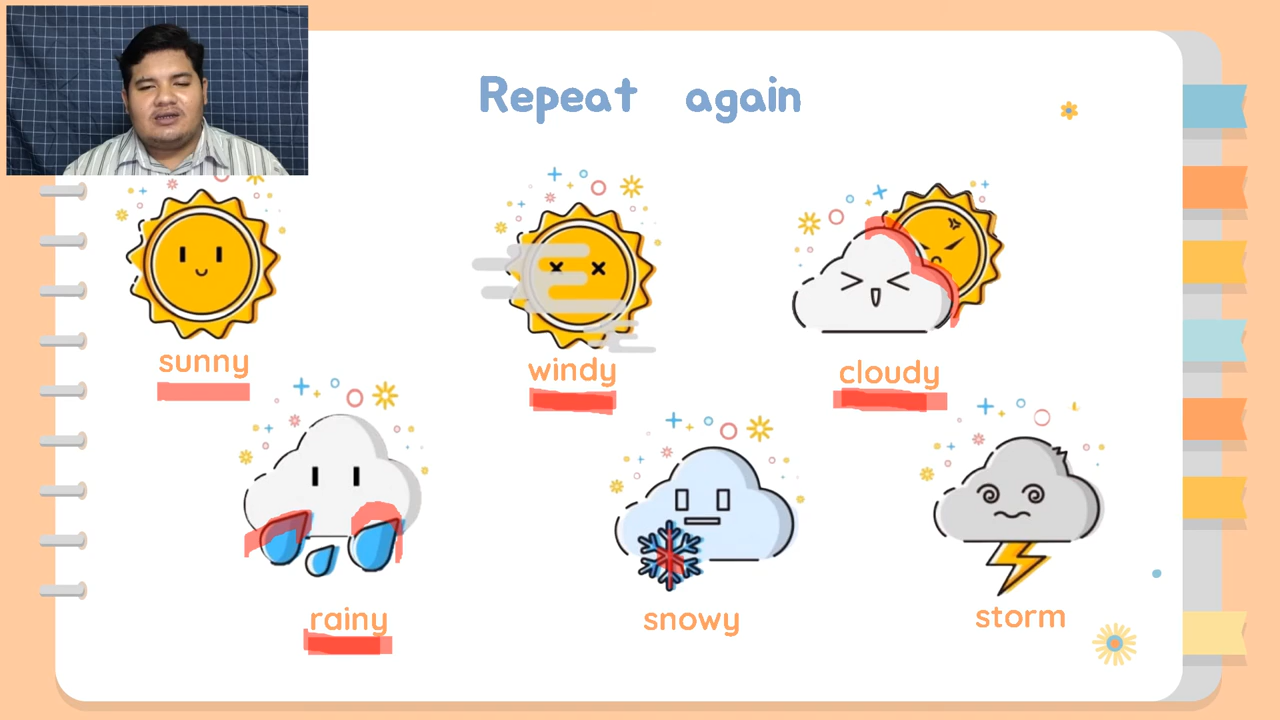 Repeat again
sunny
windy
cloudy
rainy
snowy
storm